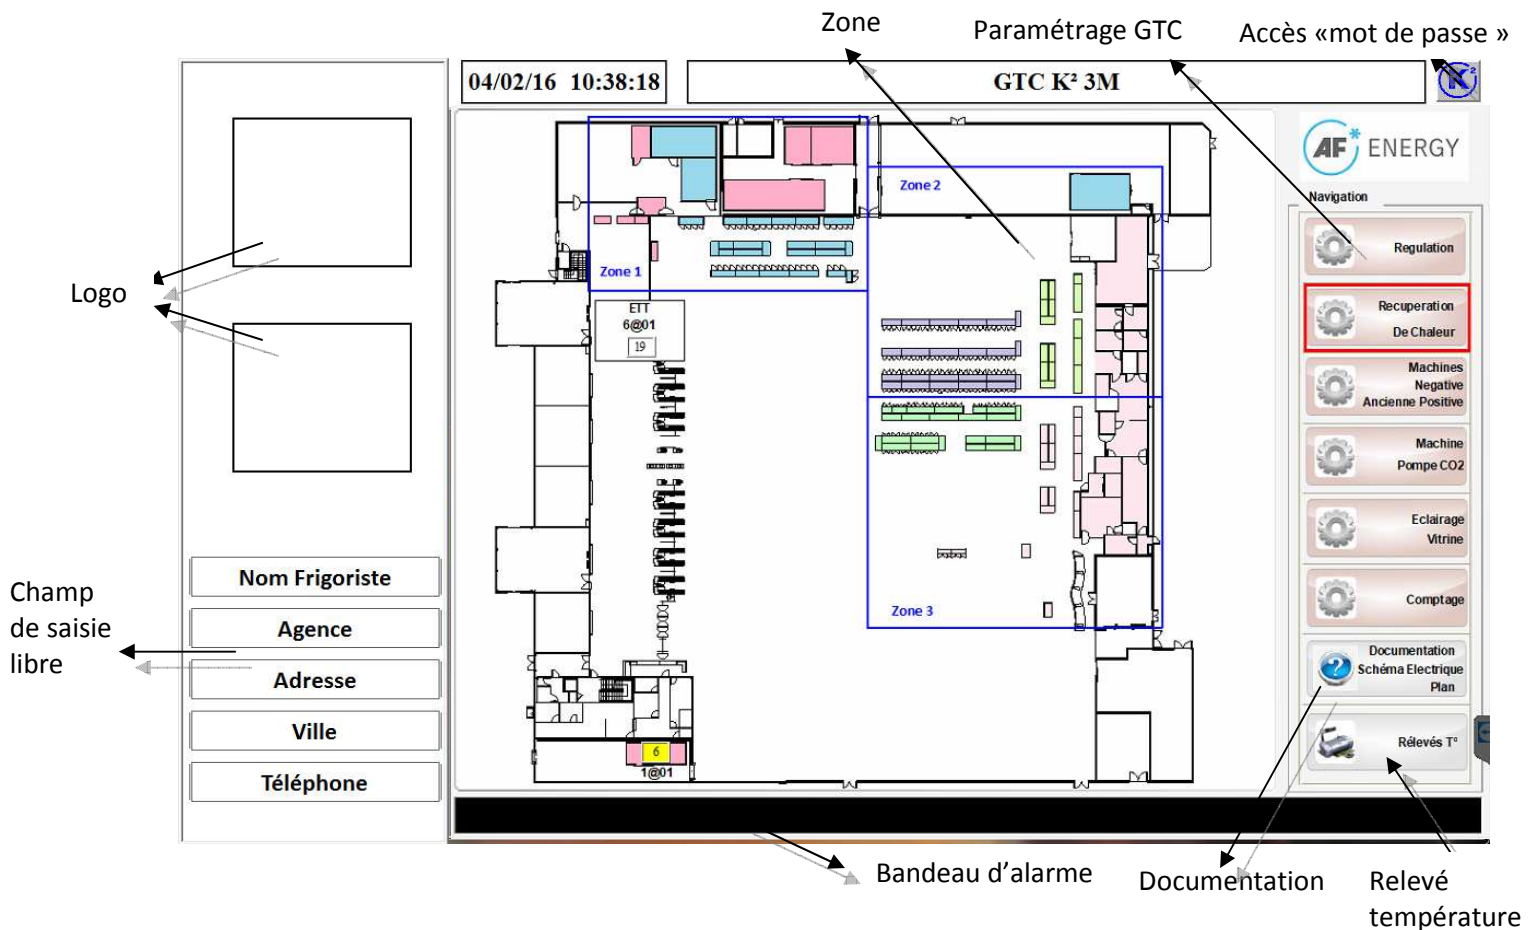 Zone
Paramétrage GTC
Accès «mot de passe »
04/02/16 10:38:18
GTC K² 3M
K²
AF* ENERGY
Navigation
Regulation
Recuperation
De Chaleur
Machines
Negative
Ancienne Positive
Machine
Pompe CO2
Eclairage
Vitrine
Comptage
Documentation
Schéma Electrique
Plan
Rélevés T°
Zone 1
Zone 2
Zone 3
ETT
6@01
19
6
1@01
Logo
Champ
de saisie
libre
Nom Frigoriste
Agence
Adresse
Ville
Téléphone
Bandeau d’alarme
Documentation
Relevé
température